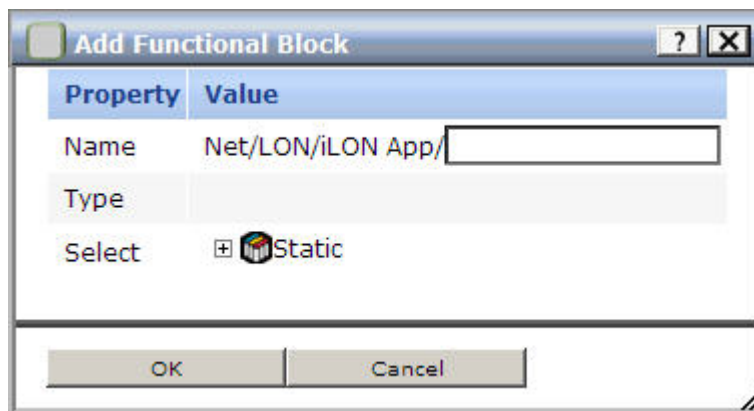 Add Functional Block ?
Property Value
Name Net/LON/iLON App/
Type
Select Static
OK Cancel